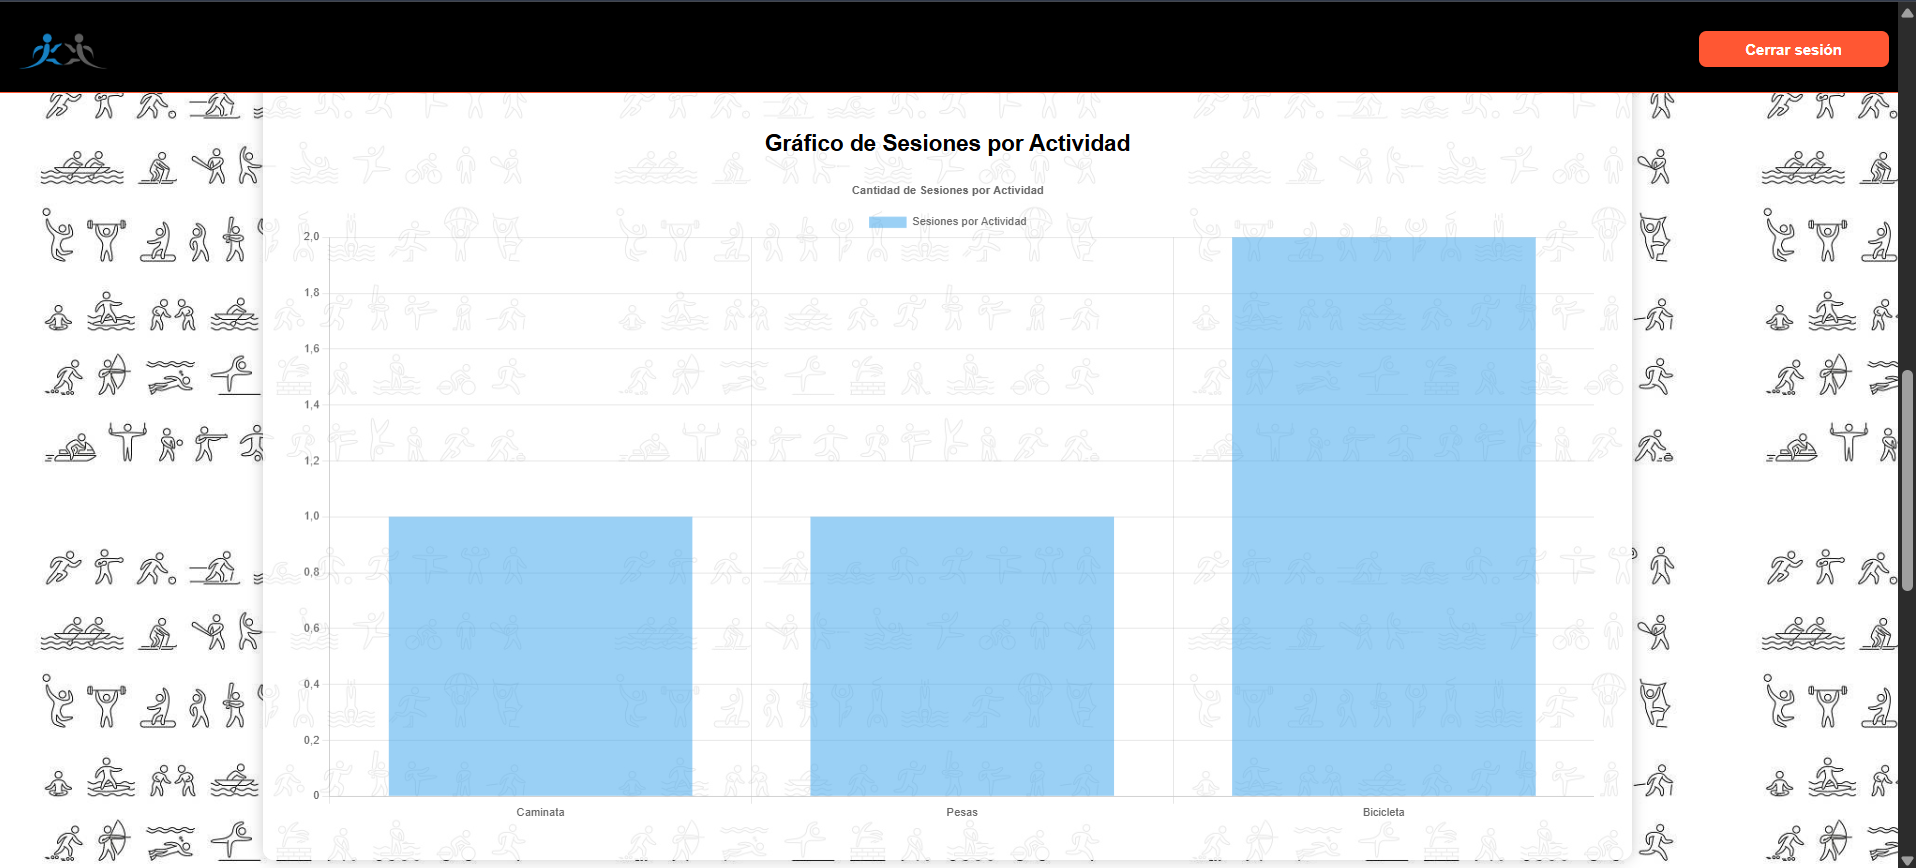 Cerrar sesión
Gráfico de Sesiones por Actividad
Cantidad de Sesiones por Actividad
Sesiones por Actividad
2,0
1,8
1,6
1,4
1,2
1,0
0,8
0,6
0,4
0,2
0
Caminata Pesas Bicicleta